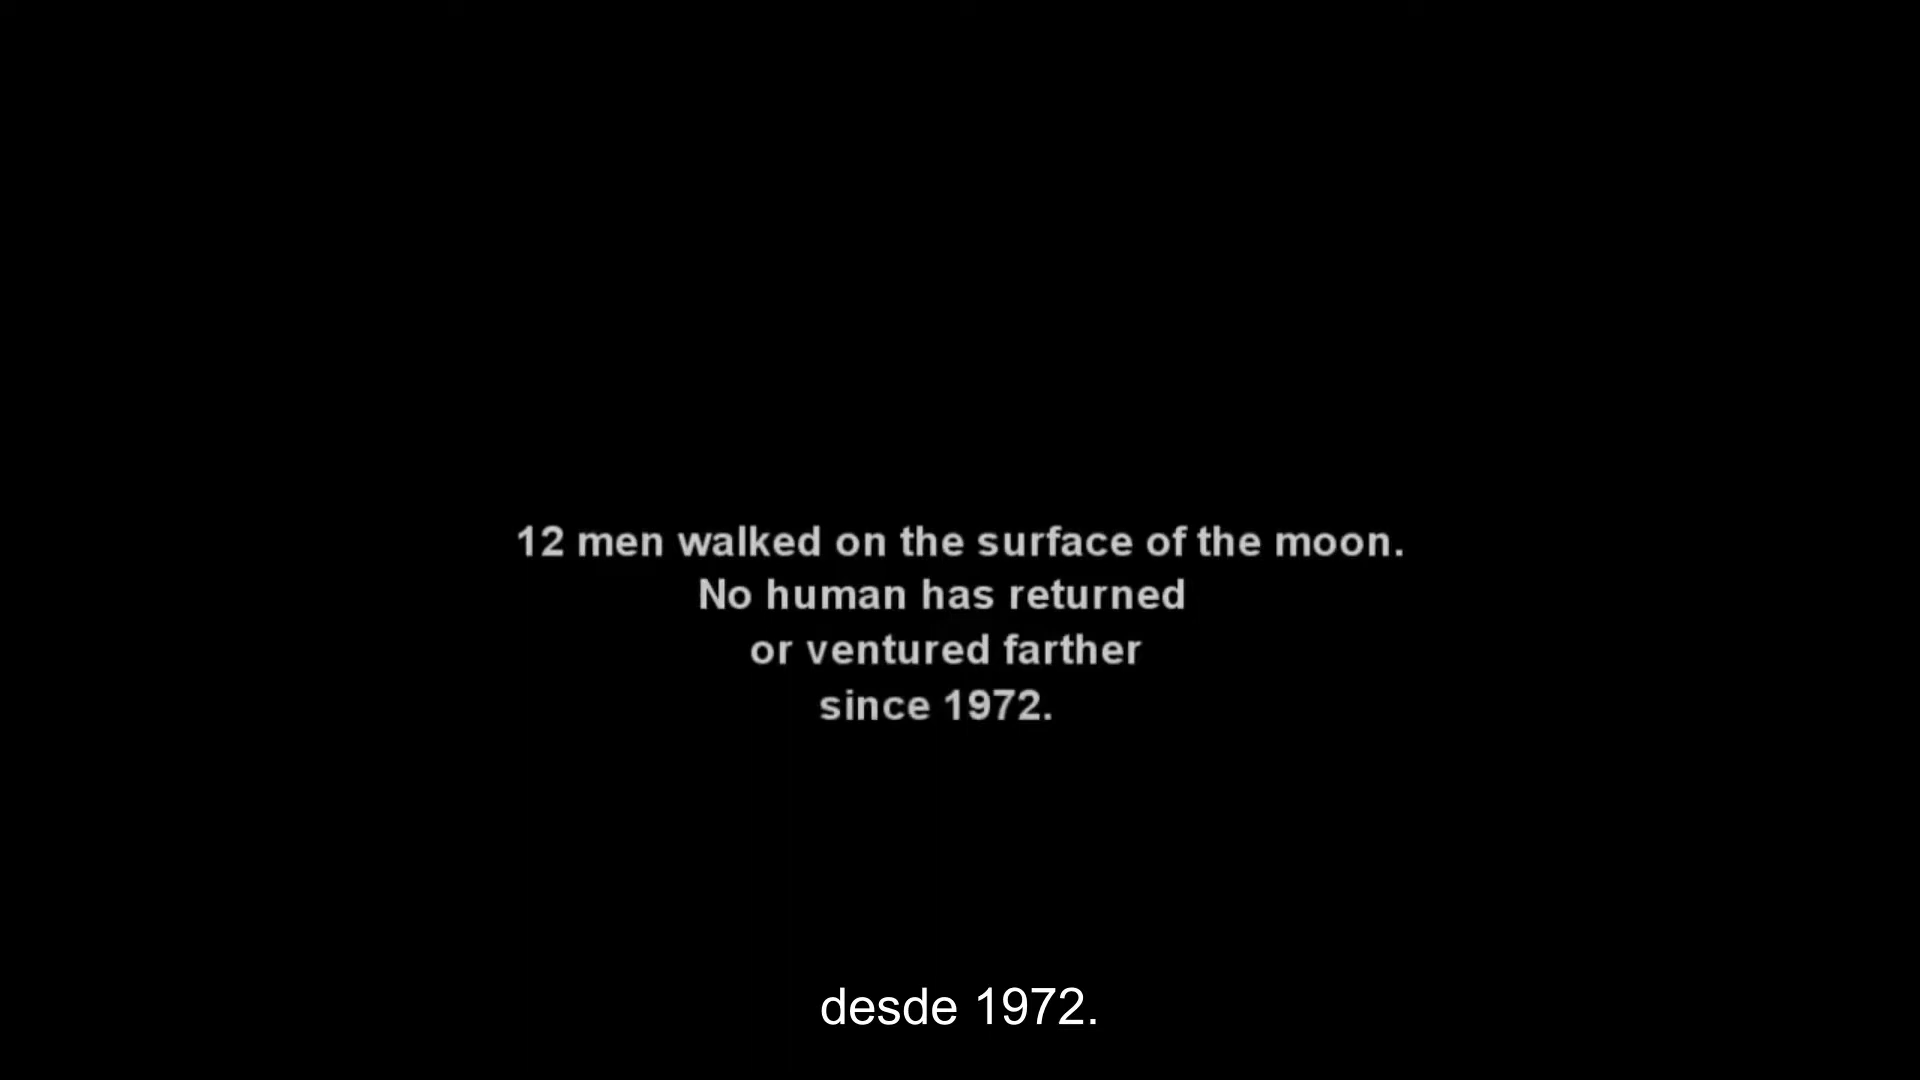 12 men walked on the surface of the moon.
No human has returned
or ventured farther
since 1972.
desde 1972.